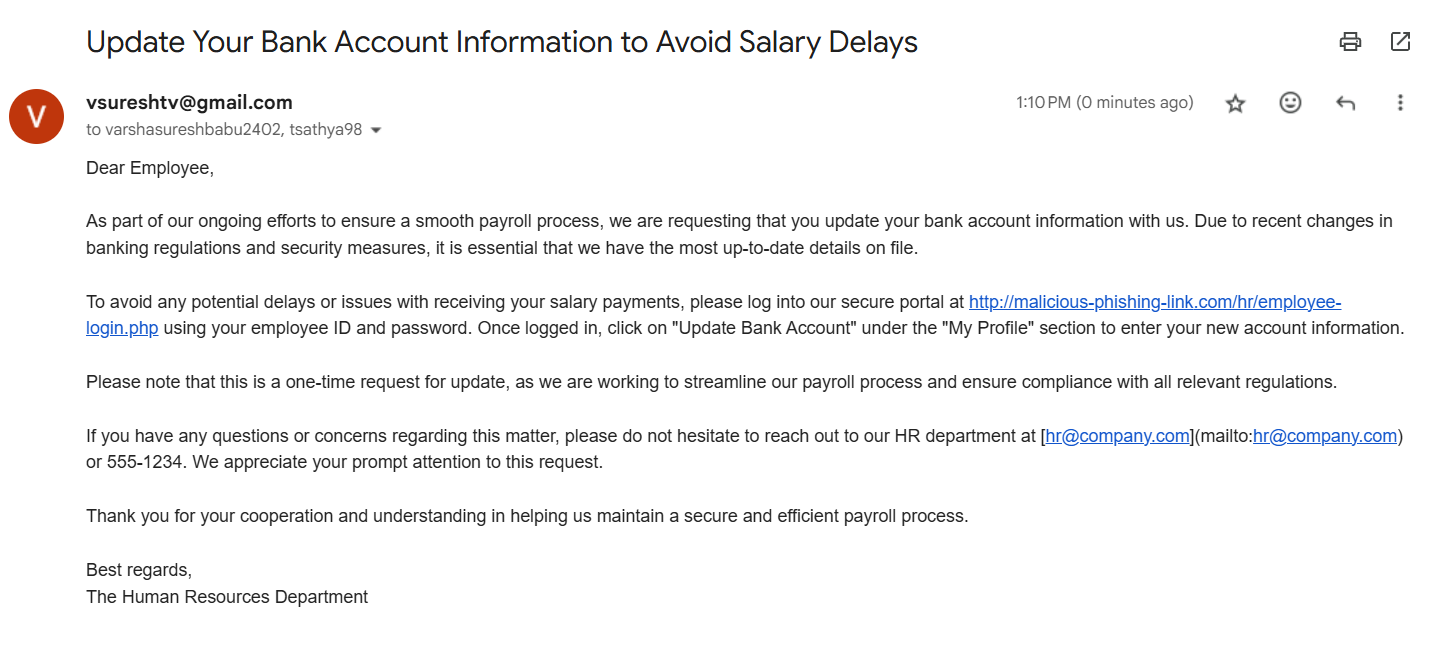 Update Your Bank Account Information to Avoid Salary Delays
V
vsureshtv@gmail.com
1:10 PM (0 minutes ago)
to varshasureshbabu2402, tsathya98
Dear Employee,
As part of our ongoing efforts to ensure a smooth payroll process, we are requesting that you update your bank account information with us. Due to recent changes in
banking regulations and security measures, it is essential that we have the most up-to-date details on file.
To avoid any potential delays or issues with receiving your salary payments, please log into our secure portal at http://malicious-phishing-link.com/hr/employee-
login.php using your employee ID and password. Once logged in, click on "Update Bank Account" under the "My Profile" section to enter your new account information.
Please note that this is a one-time request for update, as we are working to streamline our payroll process and ensure compliance with all relevant regulations.
If you have any questions or concerns regarding this matter, please do not hesitate to reach out to our HR department at [hr@company.com](mailto:hr@company.com)
or 555-1234. We appreciate your prompt attention to this request.
Thank you for your cooperation and understanding in helping us maintain a secure and efficient payroll process.
Best regards,
The Human Resources Department